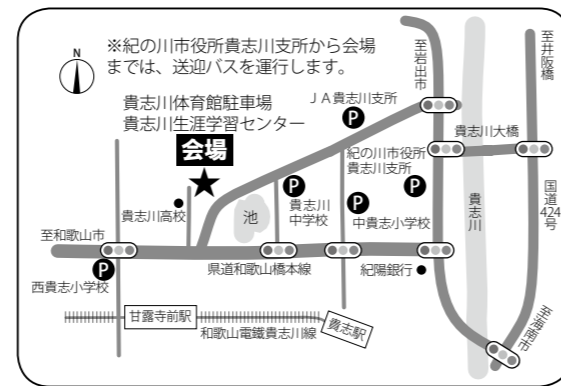 ※紀の川市役所貴志川支所から会場
までは、送迎バスを運行します。
N
貴志川体育館駐車場
貴志川生涯学習センター
会場
JA貴志川支所
P
至岩出市
至井阪橋
貴志川大橋
紀の川市役所
貴志川支所
P
P
貴志川
中学校
P
中貴志小学校
貴志川
国道
424
号
貴志川高校
池
至和歌山市
P
西貴志小学校
県道和歌山橋本線
紀陽銀行
甘露寺前駅
和歌山電鐵貴志川線
貴志駅
至海南市